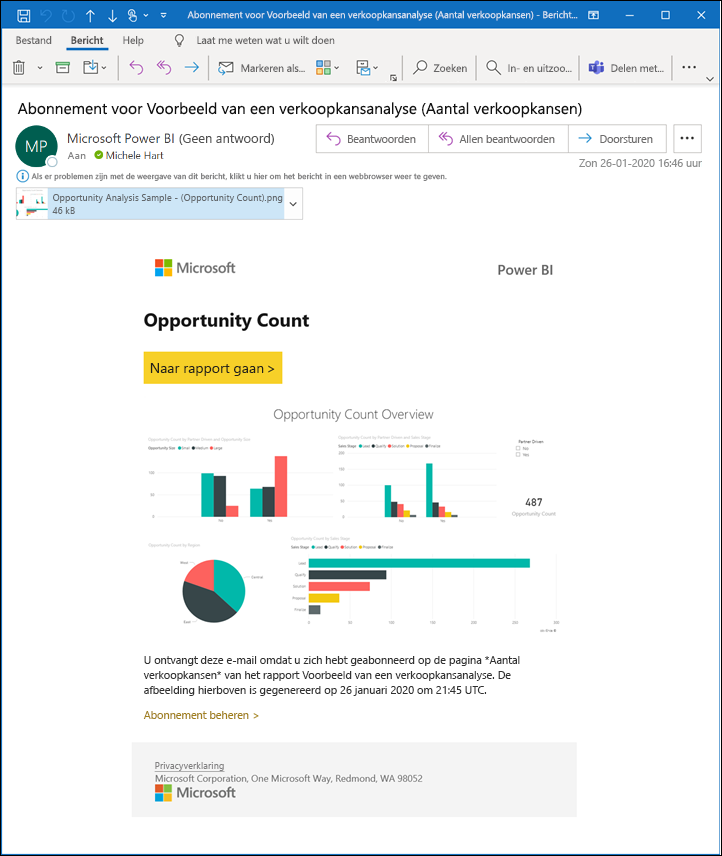 Abonnement voor Voorbeeld van een verkoopkansanalyse (Aantal verkoopkansen) - Bericht...
Bestand Bericht Help Laat me weten wat u wilt doen
Markeren als... Zoeken In- en uitzoo... Delen met... ...
Abonnement voor Voorbeeld van een verkoopkansanalyse (Aantal verkoopkansen)
MP
Microsoft Power BI (Geen antwoord)
Aan Michele Hart
Beantwoorden Allen beantwoorden Doorsturen ...
Zon 26-01-2020 16:46 uur
Als er problemen zijn met de weergave van dit bericht, klikt u hier om het bericht in een webbrowser weer te geven.
Opportunity Analysis Sample - (Opportunity Count).png
46 kB
Microsoft Power BI
Opportunity Count
Naar rapport gaan >
Opportunity Count Overview
Opportunity Count by Partner Driven and Opportunity Size
Opportunity Size Small Medium Large
100
50
0
No Yes
Opportunity Count by Partner Driven and Sales Stage
Sales Stage Lead Qualify Solution Proposal Finalize
200
150
100
50
0
No Yes
Partner Driven
No
Yes
487
Opportunity Count
Opportunity Count by Region
West
Central
East
Opportunity Count by Sales Stage
Sales Stage Lead Qualify Solution Proposal Finalize
Lead
Qualify
Solution
Proposal
Finalize
0 50 100 150 200 250 300
U ontvangt deze e-mail omdat u zich hebt geabonneerd op de pagina *Aantal
verkoopkansen* van het rapport Voorbeeld van een verkoopkansanalyse. De
afbeelding hierboven is gegenereerd op 26 januari 2020 om 21:45 UTC.
Abonnement beheren >
Privacyverklaring
Microsoft Corporation, One Microsoft Way, Redmond, WA 98052
Microsoft